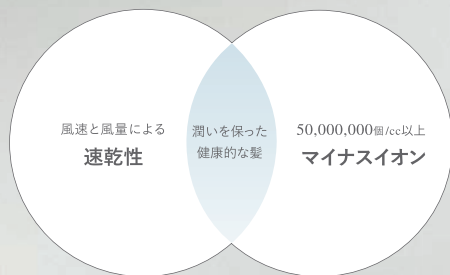 風速と風量による
速乾性
潤いを保った
健康的な髪
50,000,000個/cc以上
マイナスイオン